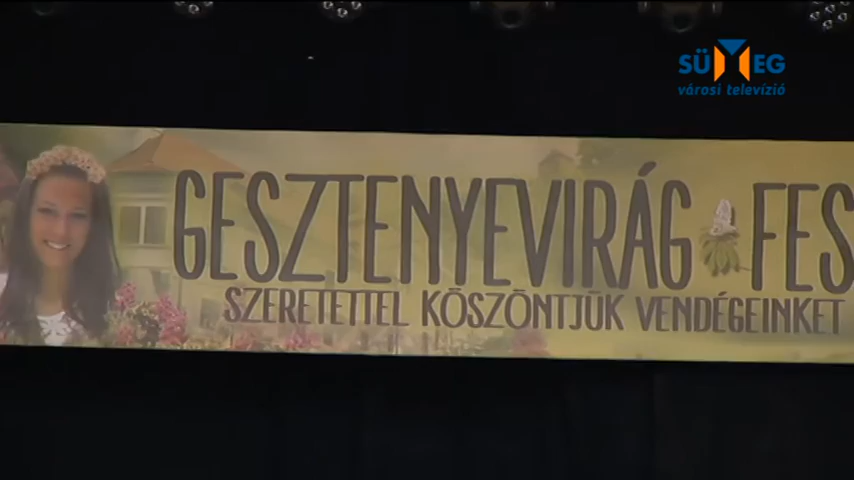 SÜMEG
városi televízió
GESZTENYEVIRÁG FES
SZERETETTEL KÖSZÖNTJÜK VENDÉGEINKET